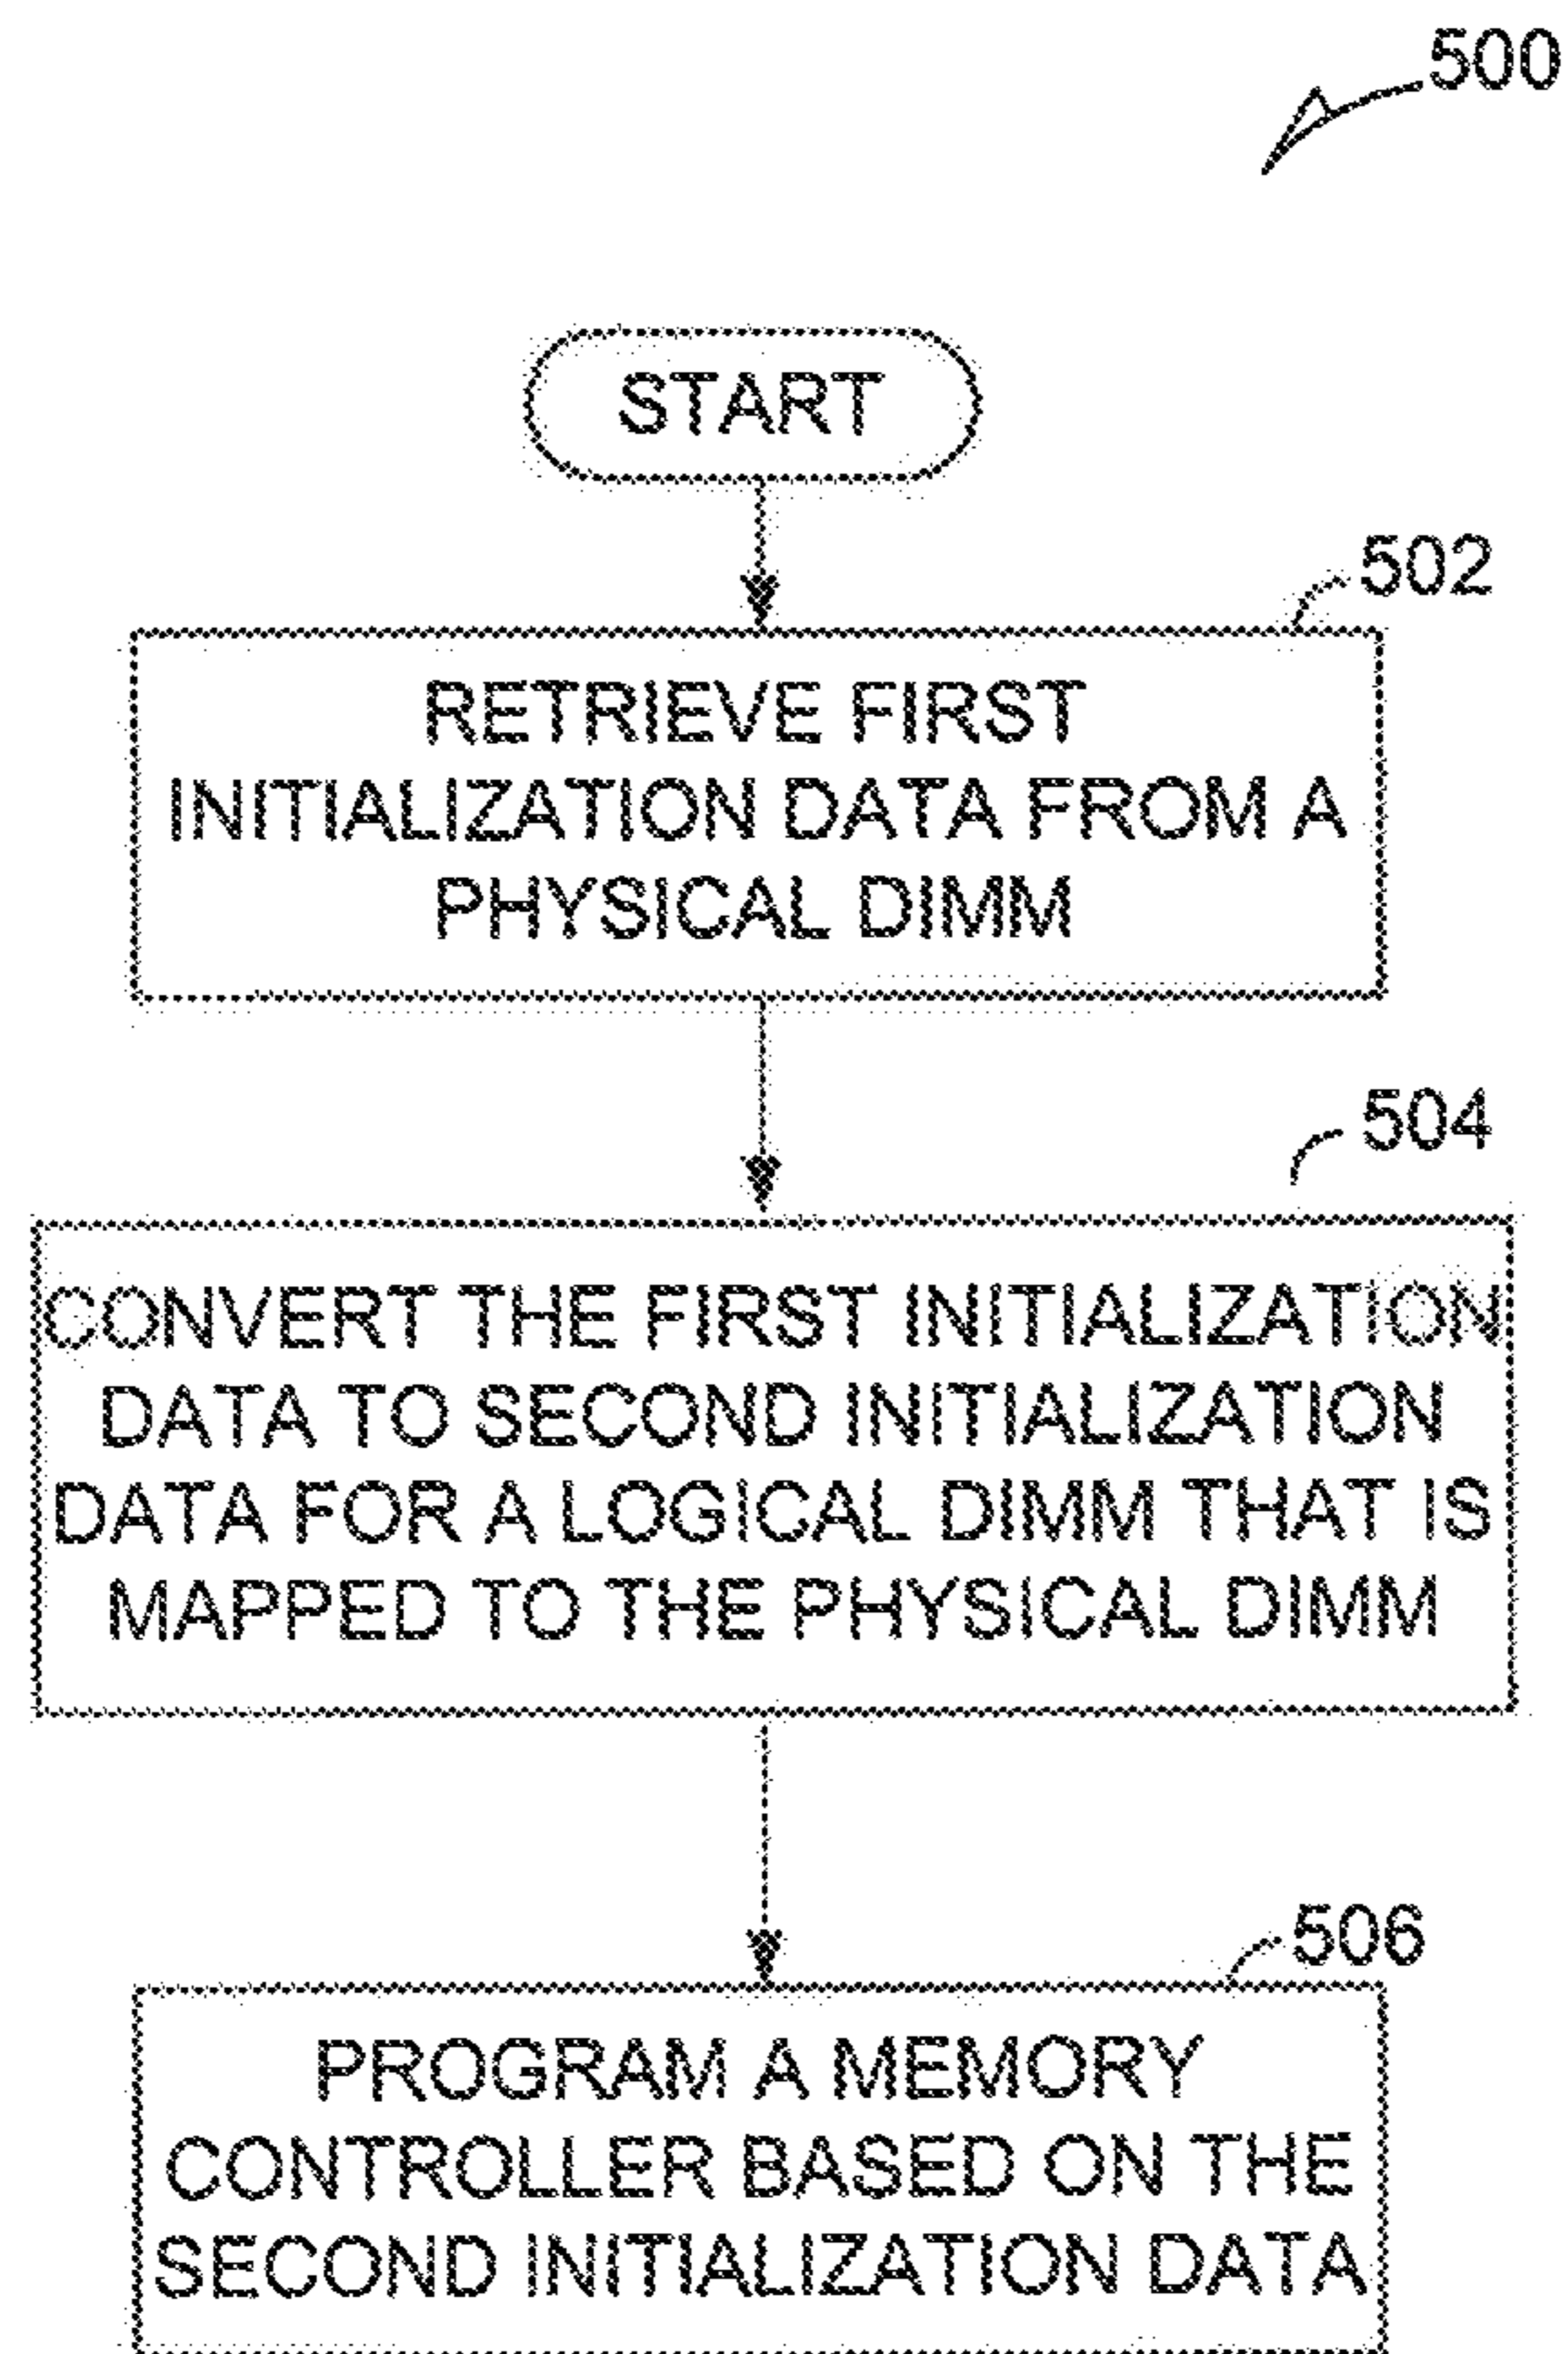 500
START
502
RETRIEVE FIRST
INITIALIZATION DATA FROM A
PHYSICAL DIMM
504
CONVERT THE FIRST INITIALIZATION
DATA TO SECOND INITIALIZATION
DATA FOR A LOGICAL DIMM THAT IS
MAPPED TO THE PHYSICAL DIMM
506
PROGRAM A MEMORY
CONTROLLER BASED ON THE
SECOND INITIALIZATION DATA